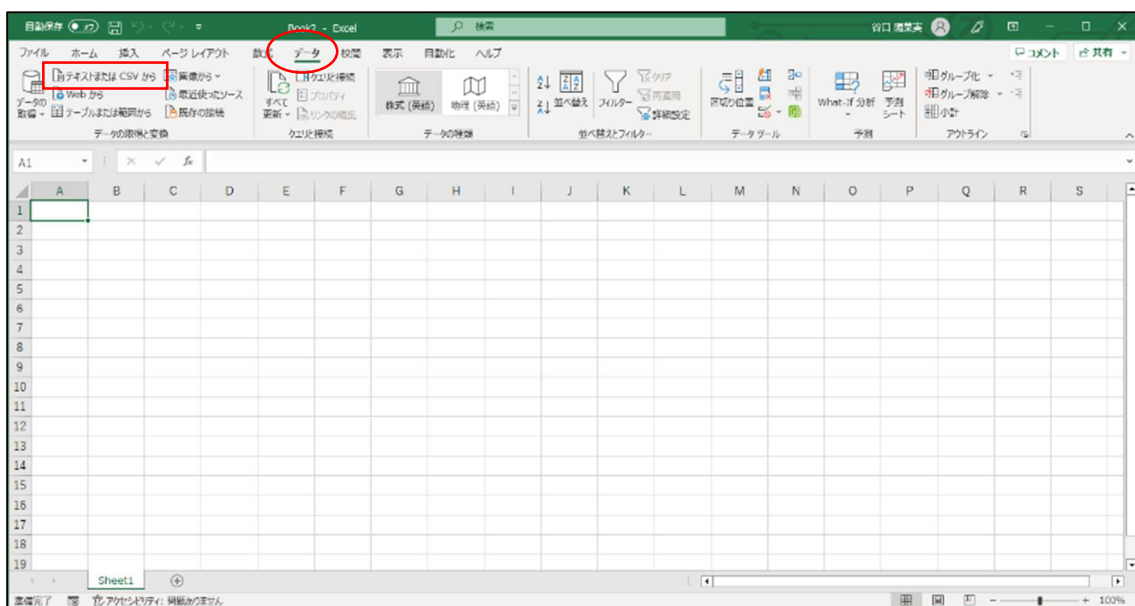 自動保存 オフ Book2 - Excel 検索
ファイル ホーム 挿入 ページ レイアウト 数式 データ 校閲 表示 自動化 ヘルプ コメント 共有
データの取得 テキストまたは CSV から 画像から
Web から 最近使ったソース
テーブルまたは範囲から 既存の接続
データの取得と変換
すべて更新 クエリと接続
プロパティ
リンクの編集
クエリと接続
株式 (英語) 地理 (英語)
データの種類
並べ替え フィルター クリア
再適用
詳細設定
並べ替えとフィルター
区切り位置
データ ツール
What-If 分析 予測シート
予測
グループ化
グループ解除
小計
アウトライン
A1 fx
A B C D E F G H I J K L M N O P Q R S
1
2
3
4
5
6
7
8
9
10
11
12
13
14
15
16
17
18
19
Sheet1
準備完了 アクセシビリティ: 問題ありません 100%